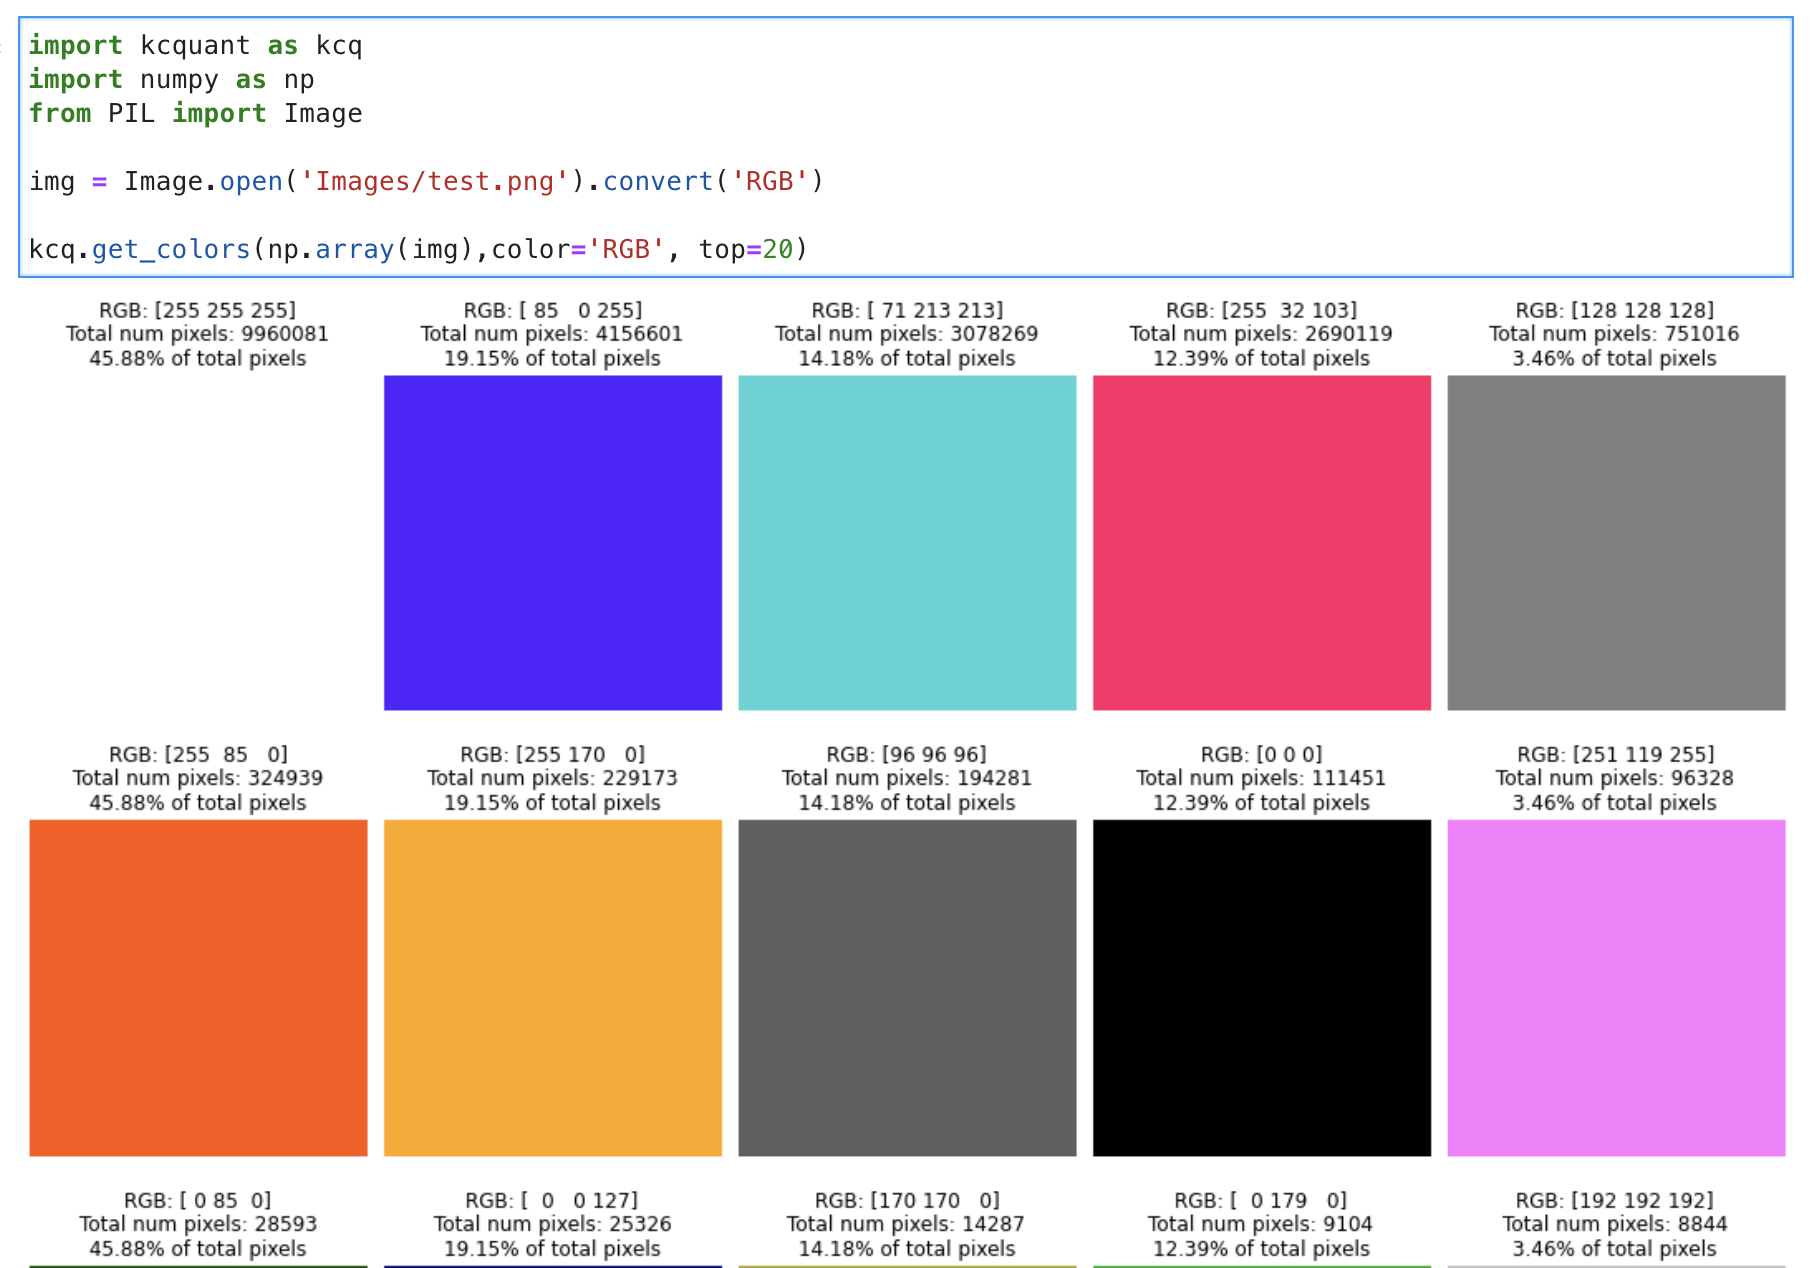 import kcquant as kcq
import numpy as np
from PIL import Image
img = Image.open('Images/test.png').convert('RGB')
kcq.get_colors(np.array(img),color='RGB', top=20)
RGB: [255 255 255]
Total num pixels: 9960081
45.88% of total pixels
RGB: [ 85   0 255]
Total num pixels: 4156601
19.15% of total pixels
RGB: [ 71 213 213]
Total num pixels: 3078269
14.18% of total pixels
RGB: [255  32 103]
Total num pixels: 2690119
12.39% of total pixels
RGB: [128 128 128]
Total num pixels: 751016
3.46% of total pixels
RGB: [255  85   0]
Total num pixels: 324939
45.88% of total pixels
RGB: [255 170   0]
Total num pixels: 229173
19.15% of total pixels
RGB: [96 96 96]
Total num pixels: 194281
14.18% of total pixels
RGB: [0 0 0]
Total num pixels: 111451
12.39% of total pixels
RGB: [251 119 255]
Total num pixels: 96328
3.46% of total pixels
RGB: [ 0 85  0]
Total num pixels: 28593
45.88% of total pixels
RGB: [  0   0 127]
Total num pixels: 25326
19.15% of total pixels
RGB: [170 170   0]
Total num pixels: 14287
14.18% of total pixels
RGB: [  0 179   0]
Total num pixels: 9104
12.39% of total pixels
RGB: [192 192 192]
Total num pixels: 8844
3.46% of total pixels